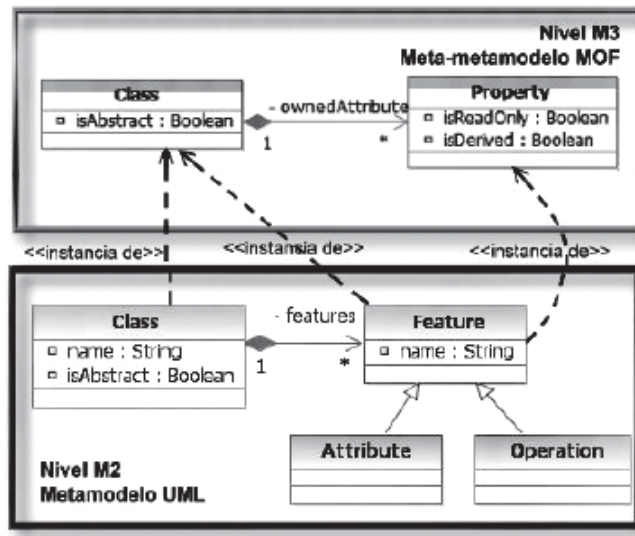 Nivel M3
Meta-metamodelo MOF
Class
isAbstract : Boolean
- ownedAttribute
1
*
Property
isReadOnly : Boolean
isDerived : Boolean
<<instancia de>>
<<instansia de>>
<<instancia de>>
Class
name : String
isAbstract : Boolean
- features
1
*
Feature
name : String
Attribute
Operation
Nivel M2
Metamodelo UML